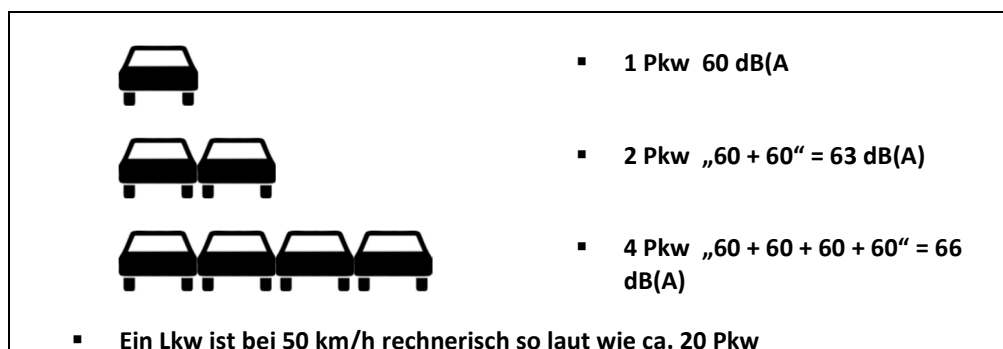 ▪ 1 Pkw 60 dB(A
▪ 2 Pkw „60 + 60“ = 63 dB(A)
▪ 4 Pkw „60 + 60 + 60 + 60“ = 66
dB(A)
▪ Ein Lkw ist bei 50 km/h rechnerisch so laut wie ca. 20 Pkw